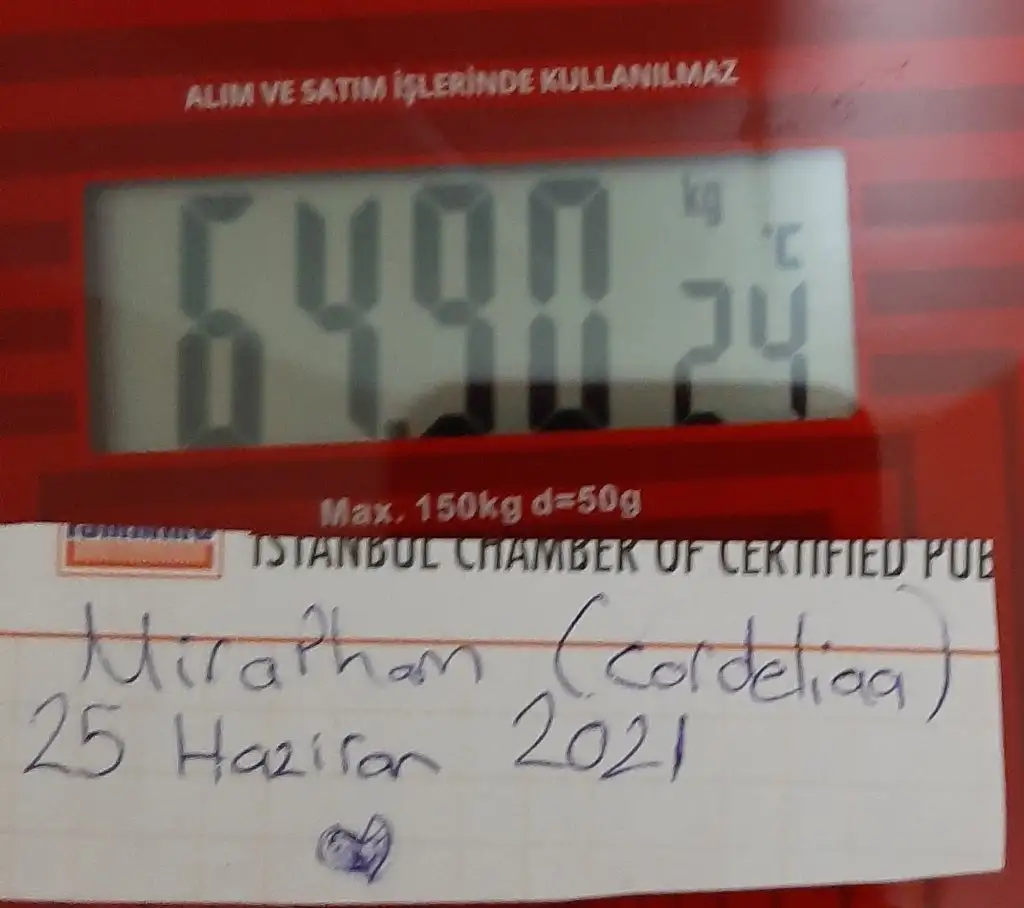 ALIM VE SATIM İŞLERİNDE KULLANILMAZ
64.90 kg
24 °C
Max. 150kg d=50g
ISTANBUL CHAMBER OF CERTIFIED PUB
MiraPham (Cordeliaa)
25 Haziran 2021